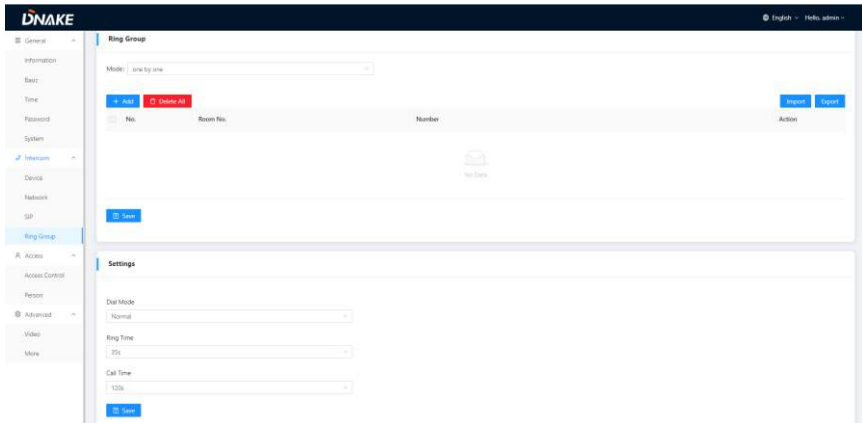 DNAKE
English
Hello, admin
General
Information
Basic
Time
Password
System
Intercom
Device
Network
SIP
Ring Group
Access
Access Control
Person
Advanced
Video
More
Ring Group
Mode: one by one
+ Add Delete All Import Export
No. Room No. Number Action
No Data
Save
Settings
Dial Mode
Normal
Ring Time
35s
Call Time
120s
Save